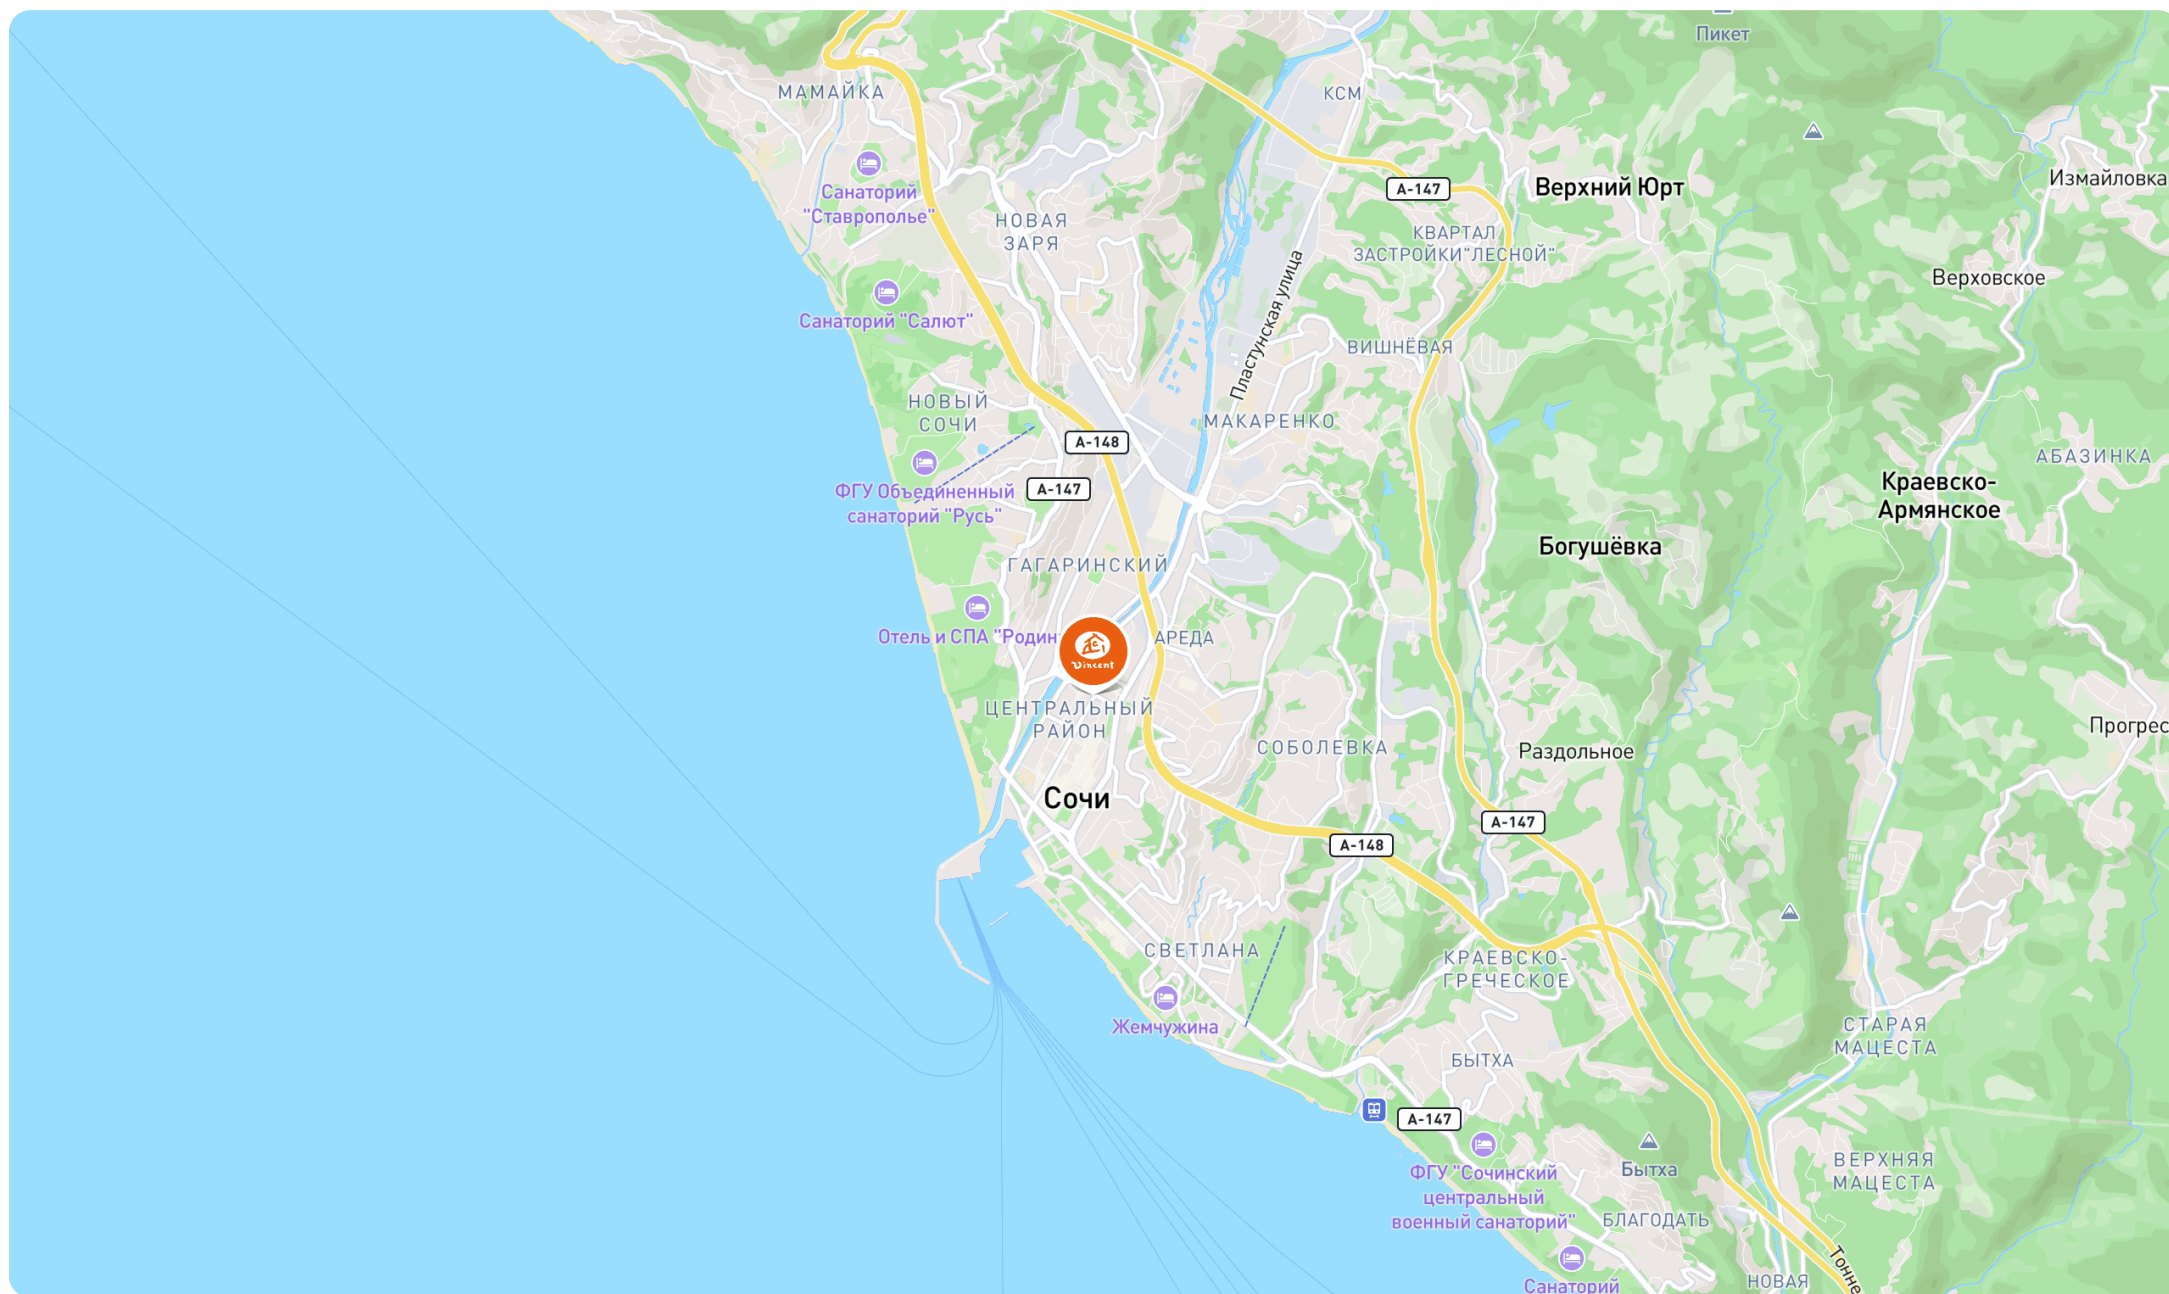 Пикет
МАМАЙКА
КСМ
Измайловка
Санаторий
"Ставрополье"
А-147
Верхний Юрт
НОВАЯ
ЗАРЯ
КВАРТАЛ
ЗАСТРОЙКИ"ЛЕСНОЙ"
Верховское
Санаторий "Салют"
Пластунская улица
ВИШНЁВАЯ
НОВЫЙ
СОЧИ
МАКАРЕНКО
А-148
АБАЗИНКА
ФГУ Объединенный
санаторий "Русь"
А-147
Краевско-
Армянское
Богушёвка
ГАГАРИНСКИЙ
Отель и СПА "Родин
Vincent
АРЕДА
ЦЕНТРАЛЬНЫЙ
РАЙОН
Прогрес
СОБОЛЕВКА
Раздольное
Сочи
А-147
А-148
СВЕТЛАНА
КРАЕВСКО-
ГРЕЧЕСКОЕ
Жемчужина
СТАРАЯ
МАЦЕСТА
БЫТХА
А-147
ФГУ "Сочинский
центральный
военный санаторий"
Бытха
ВЕРХНЯЯ
МАЦЕСТА
БЛАГОДАТЬ
Санаторий
НОВАЯ
Тонне